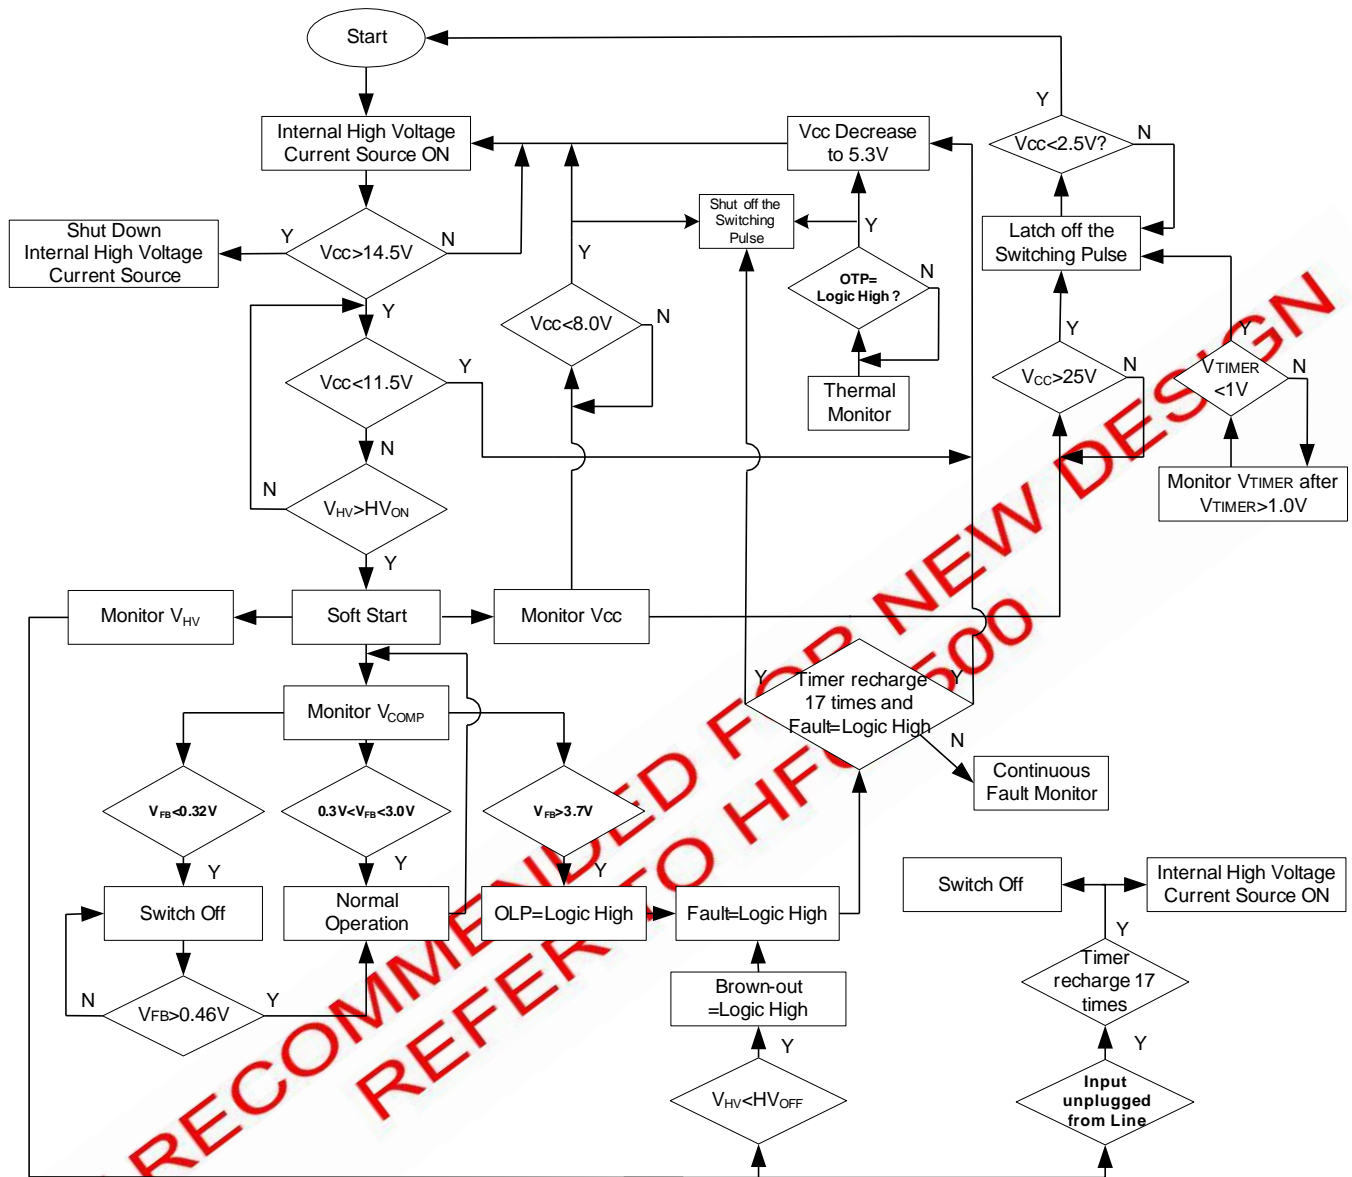 Start
Internal High Voltage
Current Source ON
Vcc Decrease
to 5.3V
Y
Vcc<2.5V?
N
Shut Down
Internal High Voltage
Current Source
Y
Vcc>14.5V
N
Y
Shut off the
Switching
Pulse
Y
Latch off the
Switching Pulse
Y
OTP=
Logic High ?
N
Y
Vcc<8.0V
N
Vcc<11.5V
Y
Thermal
Monitor
Y
VCC>25V
N
Y
VTIMER
<1V
N
N
N
VHV>HVON
Y
Monitor VTIMER after
VTIMER>1.0V
Monitor VHV
Soft Start
Monitor Vcc
Monitor VCOMP
Y
Timer recharge
17 times and
Fault=Logic High
Y
N
Continuous
Fault Monitor
VFB<0.32V
0.3V<VFB<3.0V
VFB>3.7V
Y
Y
Y
Switch Off
Normal
Operation
OLP=Logic High
Fault=Logic High
Switch Off
Internal High Voltage
Current Source ON
N
VFB>0.46V
Y
Brown-out
=Logic High
Y
Timer
recharge 17
times
Y
VHV<HVOFF
Y
Input
unplugged
from Line
RECOMMENDED FOR NEW DESIGN
REFER TO